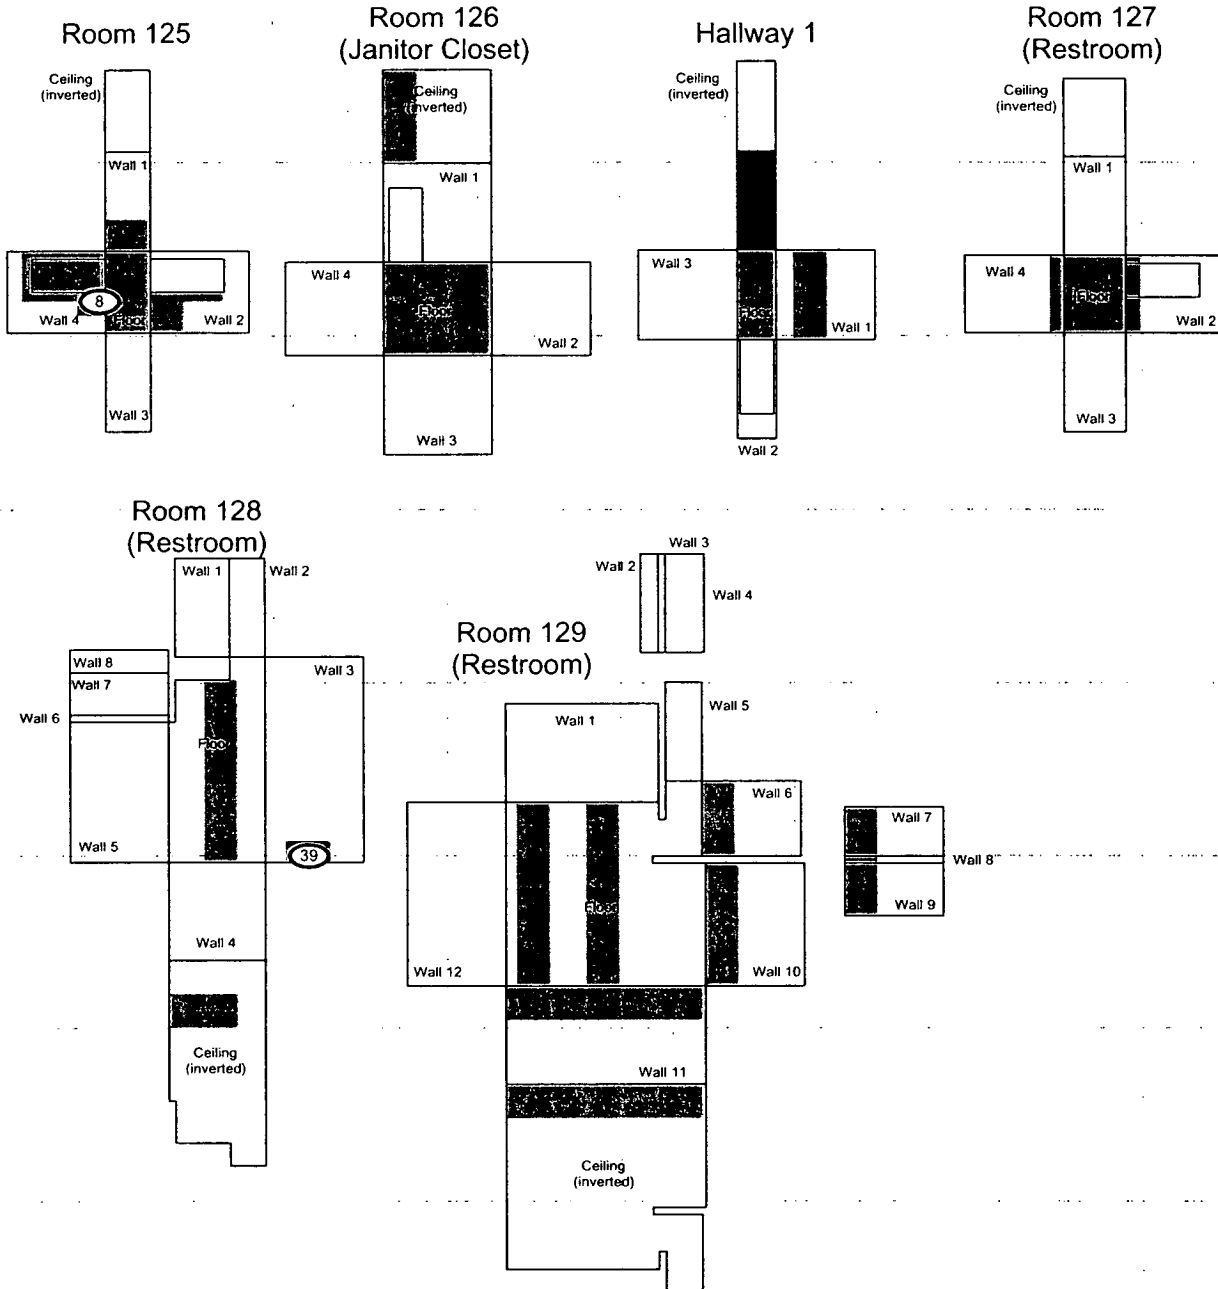 Room 125
Ceiling
(inverted)
Wall 1
8
Wall 4
Floor
Wall 2
Wall 3
Room 126
(Janitor Closet)
Ceiling
(inverted)
Wall 1
Wall 4
Floor
Wall 2
Wall 3
Hallway 1
Ceiling
(inverted)
Wall 3
Floor
Wall 1
Wall 2
Room 127
(Restroom)
Ceiling
(inverted)
Wall 1
Wall 4
Floor
Wall 2
Wall 3
Room 128
(Restroom)
Wall 1
Wall 2
Wall 8
Wall 3
Wall 7
Wall 6
Floor
Wall 5
39
Wall 4
Ceiling
(inverted)
Room 129
(Restroom)
Wall 3
Wall 2
Wall 4
Wall 5
Wall 1
Wall 6
Wall 7
Wall 8
Floor
Wall 9
Wall 12
Wall 10
Wall 11
Ceiling
(inverted)